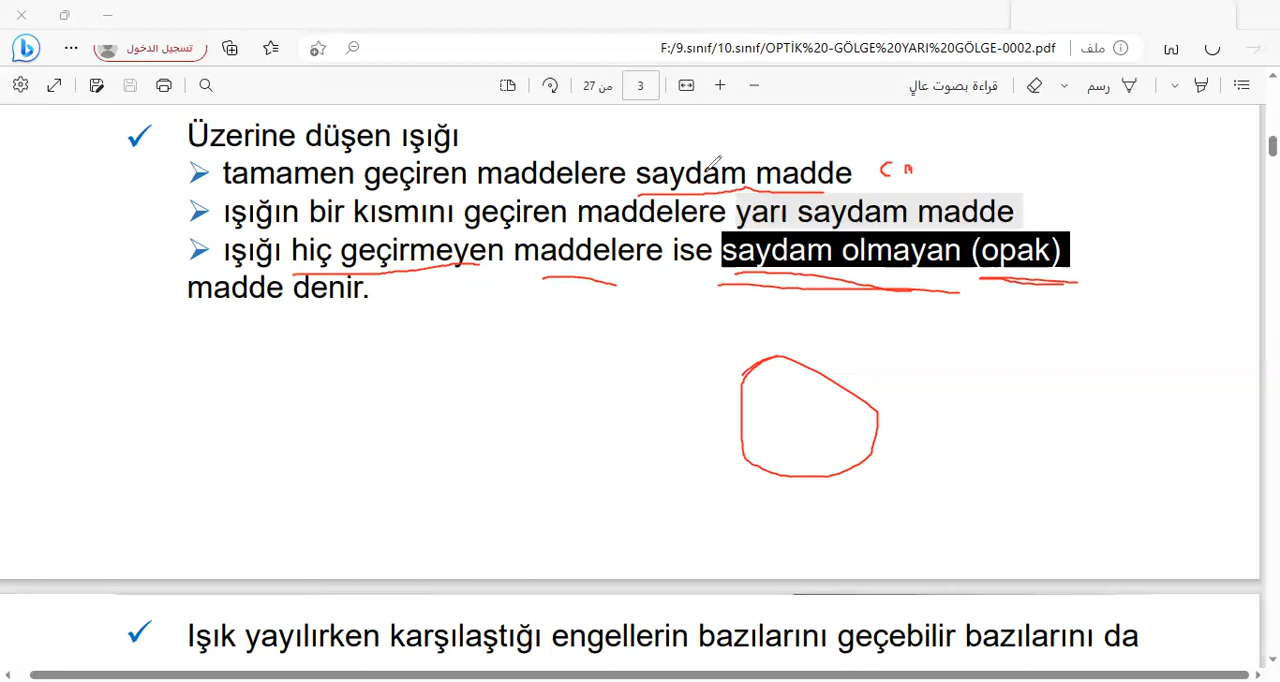 تسجيل الدخول
F:/9.sınıf/10.sınıf/OPTİK%20-GÖLGE%20YARI%20GÖLGE-0002.pdf
ملف
27 من
3
قراءة بصوت عالٍ
رسم
Üzerine düşen ışığı
tamamen geçiren maddelere saydam madde
ışığın bir kısmını geçiren maddelere yarı saydam madde
ışığı hiç geçirmeyen maddelere ise saydam olmayan (opak)
madde denir.
Işık yayılırken karşılaştığı engellerin bazılarını geçebilir bazılarını da